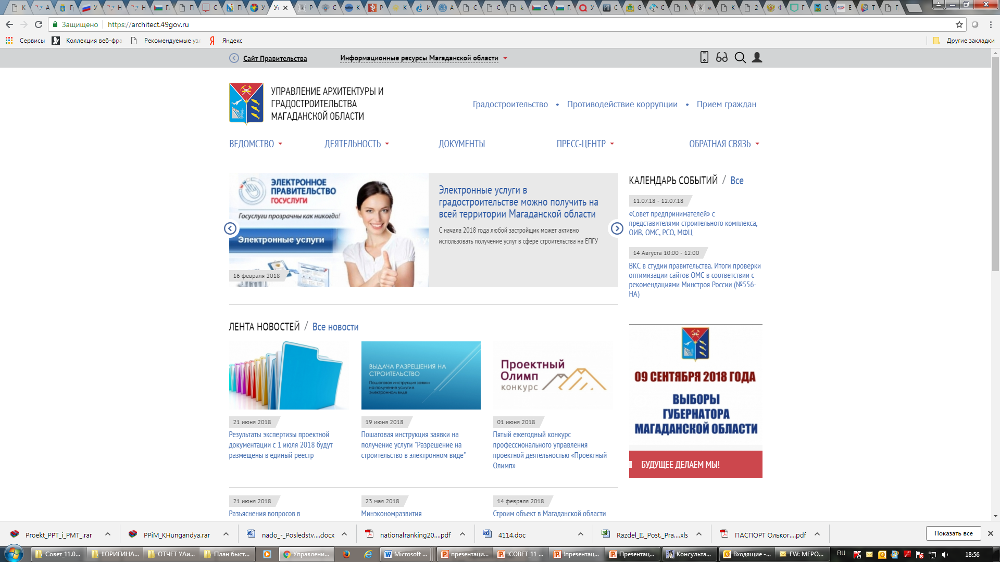 Защищено
https://architect.49gov.ru
Сервисы
Коллекция веб-фра
Рекомендуемые узл
Яндекс
Другие закладки
Сайт Правительства
Информационные ресурсы Магаданской области
УПРАВЛЕНИЕ АРХИТЕКТУРЫ И
ГРАДОСТРОИТЕЛЬСТВА
МАГАДАНСКОЙ ОБЛАСТИ
Градостроительство • Противодействие коррупции • Прием граждан
ВЕДОМСТВО
ДЕЯТЕЛЬНОСТЬ
ДОКУМЕНТЫ
ПРЕСС-ЦЕНТР
ОБРАТНАЯ СВЯЗЬ
ЭЛЕКТРОННОЕ
ПРАВИТЕЛЬСТВО
ГОСУСЛУГИ
Госуслуги прозрачны как никогда!
Электронные услуги
16 февраля 2018
Электронные услуги в
градостроительстве можно получить на
всей территории Магаданской области
С начала 2018 года любой застройщик может активно
использовать получение услуг в сфере строительства на ЕПГУ
КАЛЕНДАРЬ СОБЫТИЙ / Все
11.07.18 - 12.07.18
«Совет предпринимателей» с
представителями строительного комплекса,
ОИВ, ОМС, РСО, МФЦ
14 Августа 10:00 - 12:00
ВКС в студии правительства. Итоги проверки
оптимизации сайтов ОМС в соответствии с
рекомендациями Минстроя России (№556-
НА)
ЛЕНТА НОВОСТЕЙ / Все новости
21 июня 2018
Результаты экспертизы проектной
документации с 1 июля 2018 будут
размещены в единый реестр
ВЫДАЧА РАЗРЕШЕНИЯ НА
СТРОИТЕЛЬСТВО
Пошаговая инструкция заявки
на получение услуги в
электронном виде
19 июня 2018
Пошаговая инструкция заявки на
получение услуги "Разрешение на
строительство в электронном виде"
Проектный
Олимп
конкурс
01 июня 2018
Пятый ежегодный конкурс
профессионального управления
проектной деятельностью «Проектный
Олимп»
09 СЕНТЯБРЯ 2018 ГОДА
ВЫБОРЫ
ГУБЕРНАТОРА
МАГАДАНСКОЙ ОБЛАСТИ
БУДУЩЕЕ ДЕЛАЕМ МЫ!
21 июня 2018
Разъяснения вопросов в
23 мая 2018
Минэкономразвития
14 февраля 2018
Строим объект в Магаданской области
Proekt_PPT_i_PMT_.rar
PPiM_KHungandya.rar
nado_-_Posledstv....docx
nationalranking20....pdf
4114.doc
Razdel_II._Post._Pra....xls
ПАСПОРТ Ольког....pdf
Показать все
Совет_11.0...
!!ОРИГИНА...
ОТЧЕТ УАи...
План быст...
Управлени...
Microsoft ...
презентаци...
!СОВЕТ_11 ...
!презентац...
Презентац...
Консульта...
Входящие -...
FW: МЕРО...
RU
18:56